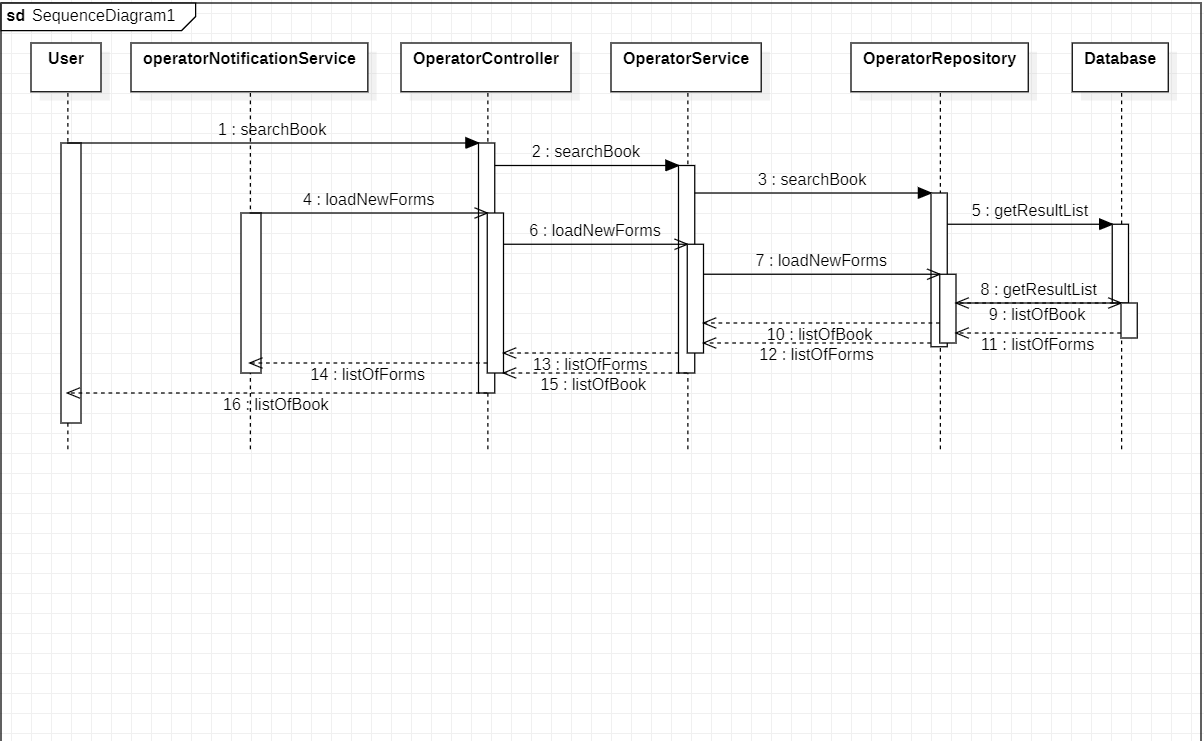 sd SequenceDiagram1
User
operatorNotificationService
OperatorController
OperatorService
OperatorRepository
Database
1 : searchBook
2 : searchBook
3 : searchBook
4 : loadNewForms
5 : getResultList
6 : loadNewForms
7 : loadNewForms
8 : getResultList
9 : listOfBook
10 : listOfBook
11 : listOfForms
12 : listOfForms
13 : listOfForms
14 : listOfForms
15 : listOfBook
16 : listOfBook